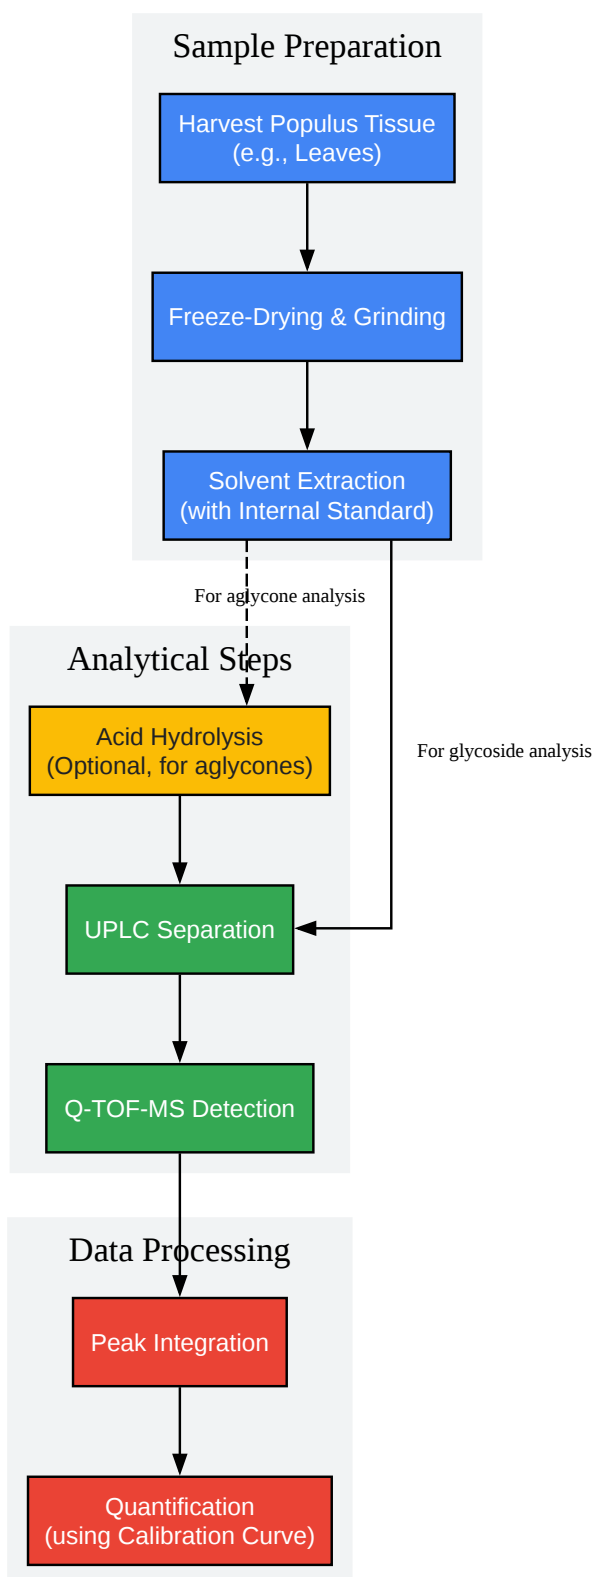 Sample Preparation
Harvest Populus Tissue
(e.g., Leaves)
Freeze-Drying & Grinding
Solvent Extraction
(with Internal Standard)
For aglycone analysis
Analytical Steps
Acid Hydrolysis
(Optional, for aglycones)
For glycoside analysis
UPLC Separation
Q-TOF-MS Detection
Data Processing
Peak Integration
Quantification
(using Calibration Curve)